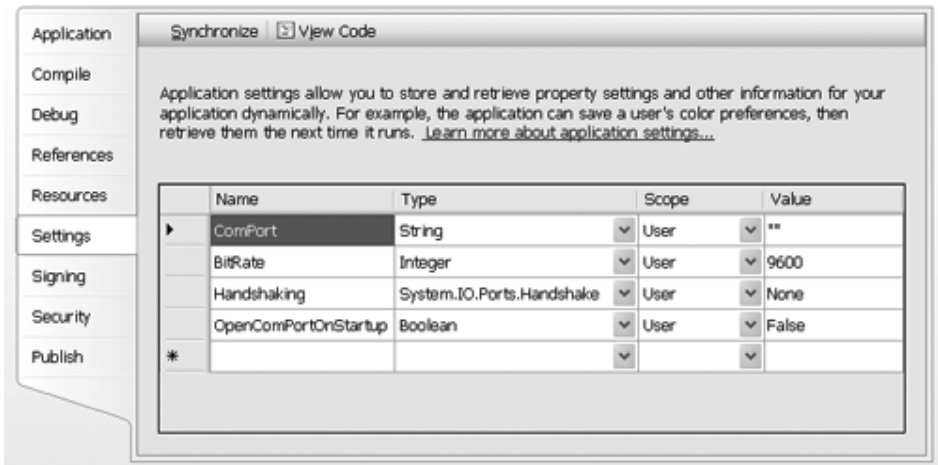 Application
Compile
Debug
References
Resources
Settings
Signing
Security
Publish
Synchronize View Code
Application settings allow you to store and retrieve property settings and other information for your
application dynamically. For example, the application can save a user's color preferences, then
retrieve them the next time it runs. Learn more about application settings...
Name Type Scope Value
ComPort String User ""
BitRate Integer User 9600
Handshaking System.IO.Ports.Handshake User None
OpenComPortOnStartup Boolean User False
*